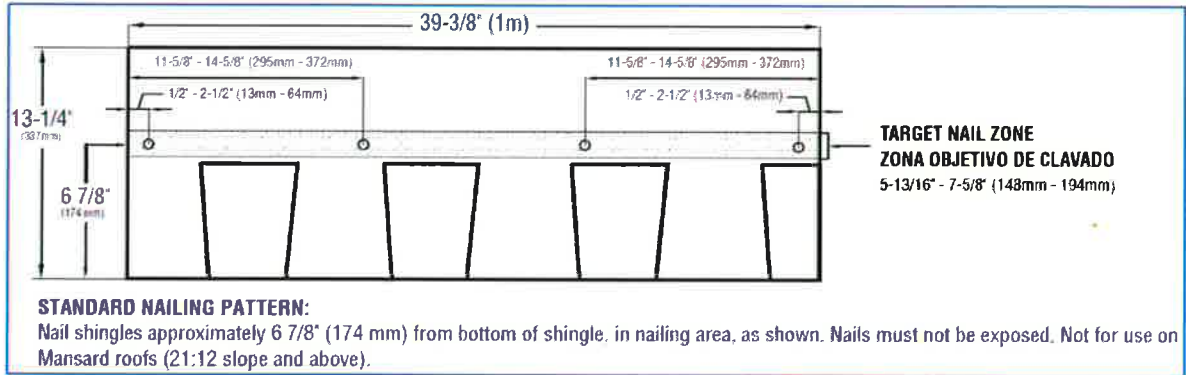 39-3/8" (1m)
11-5/8" - 14-5/8" (295mm - 372mm)
11-5/8" - 14-5/8" (295mm - 372mm)
1/2" - 2-1/2" (13mm - 64mm)
1/2" - 2-1/2" (13mm - 64mm)
13-1/4"
(337mm)
TARGET NAIL ZONE
ZONA OBJETIVO DE CLAVADO
5-13/16" - 7-5/8" (148mm - 194mm)
6 7/8"
(174mm)
STANDARD NAILING PATTERN:
Nail shingles approximately 6 7/8" (174 mm) from bottom of shingle, in nailing area, as shown. Nails must not be exposed. Not for use on
Mansard roofs (21:12 slope and above).